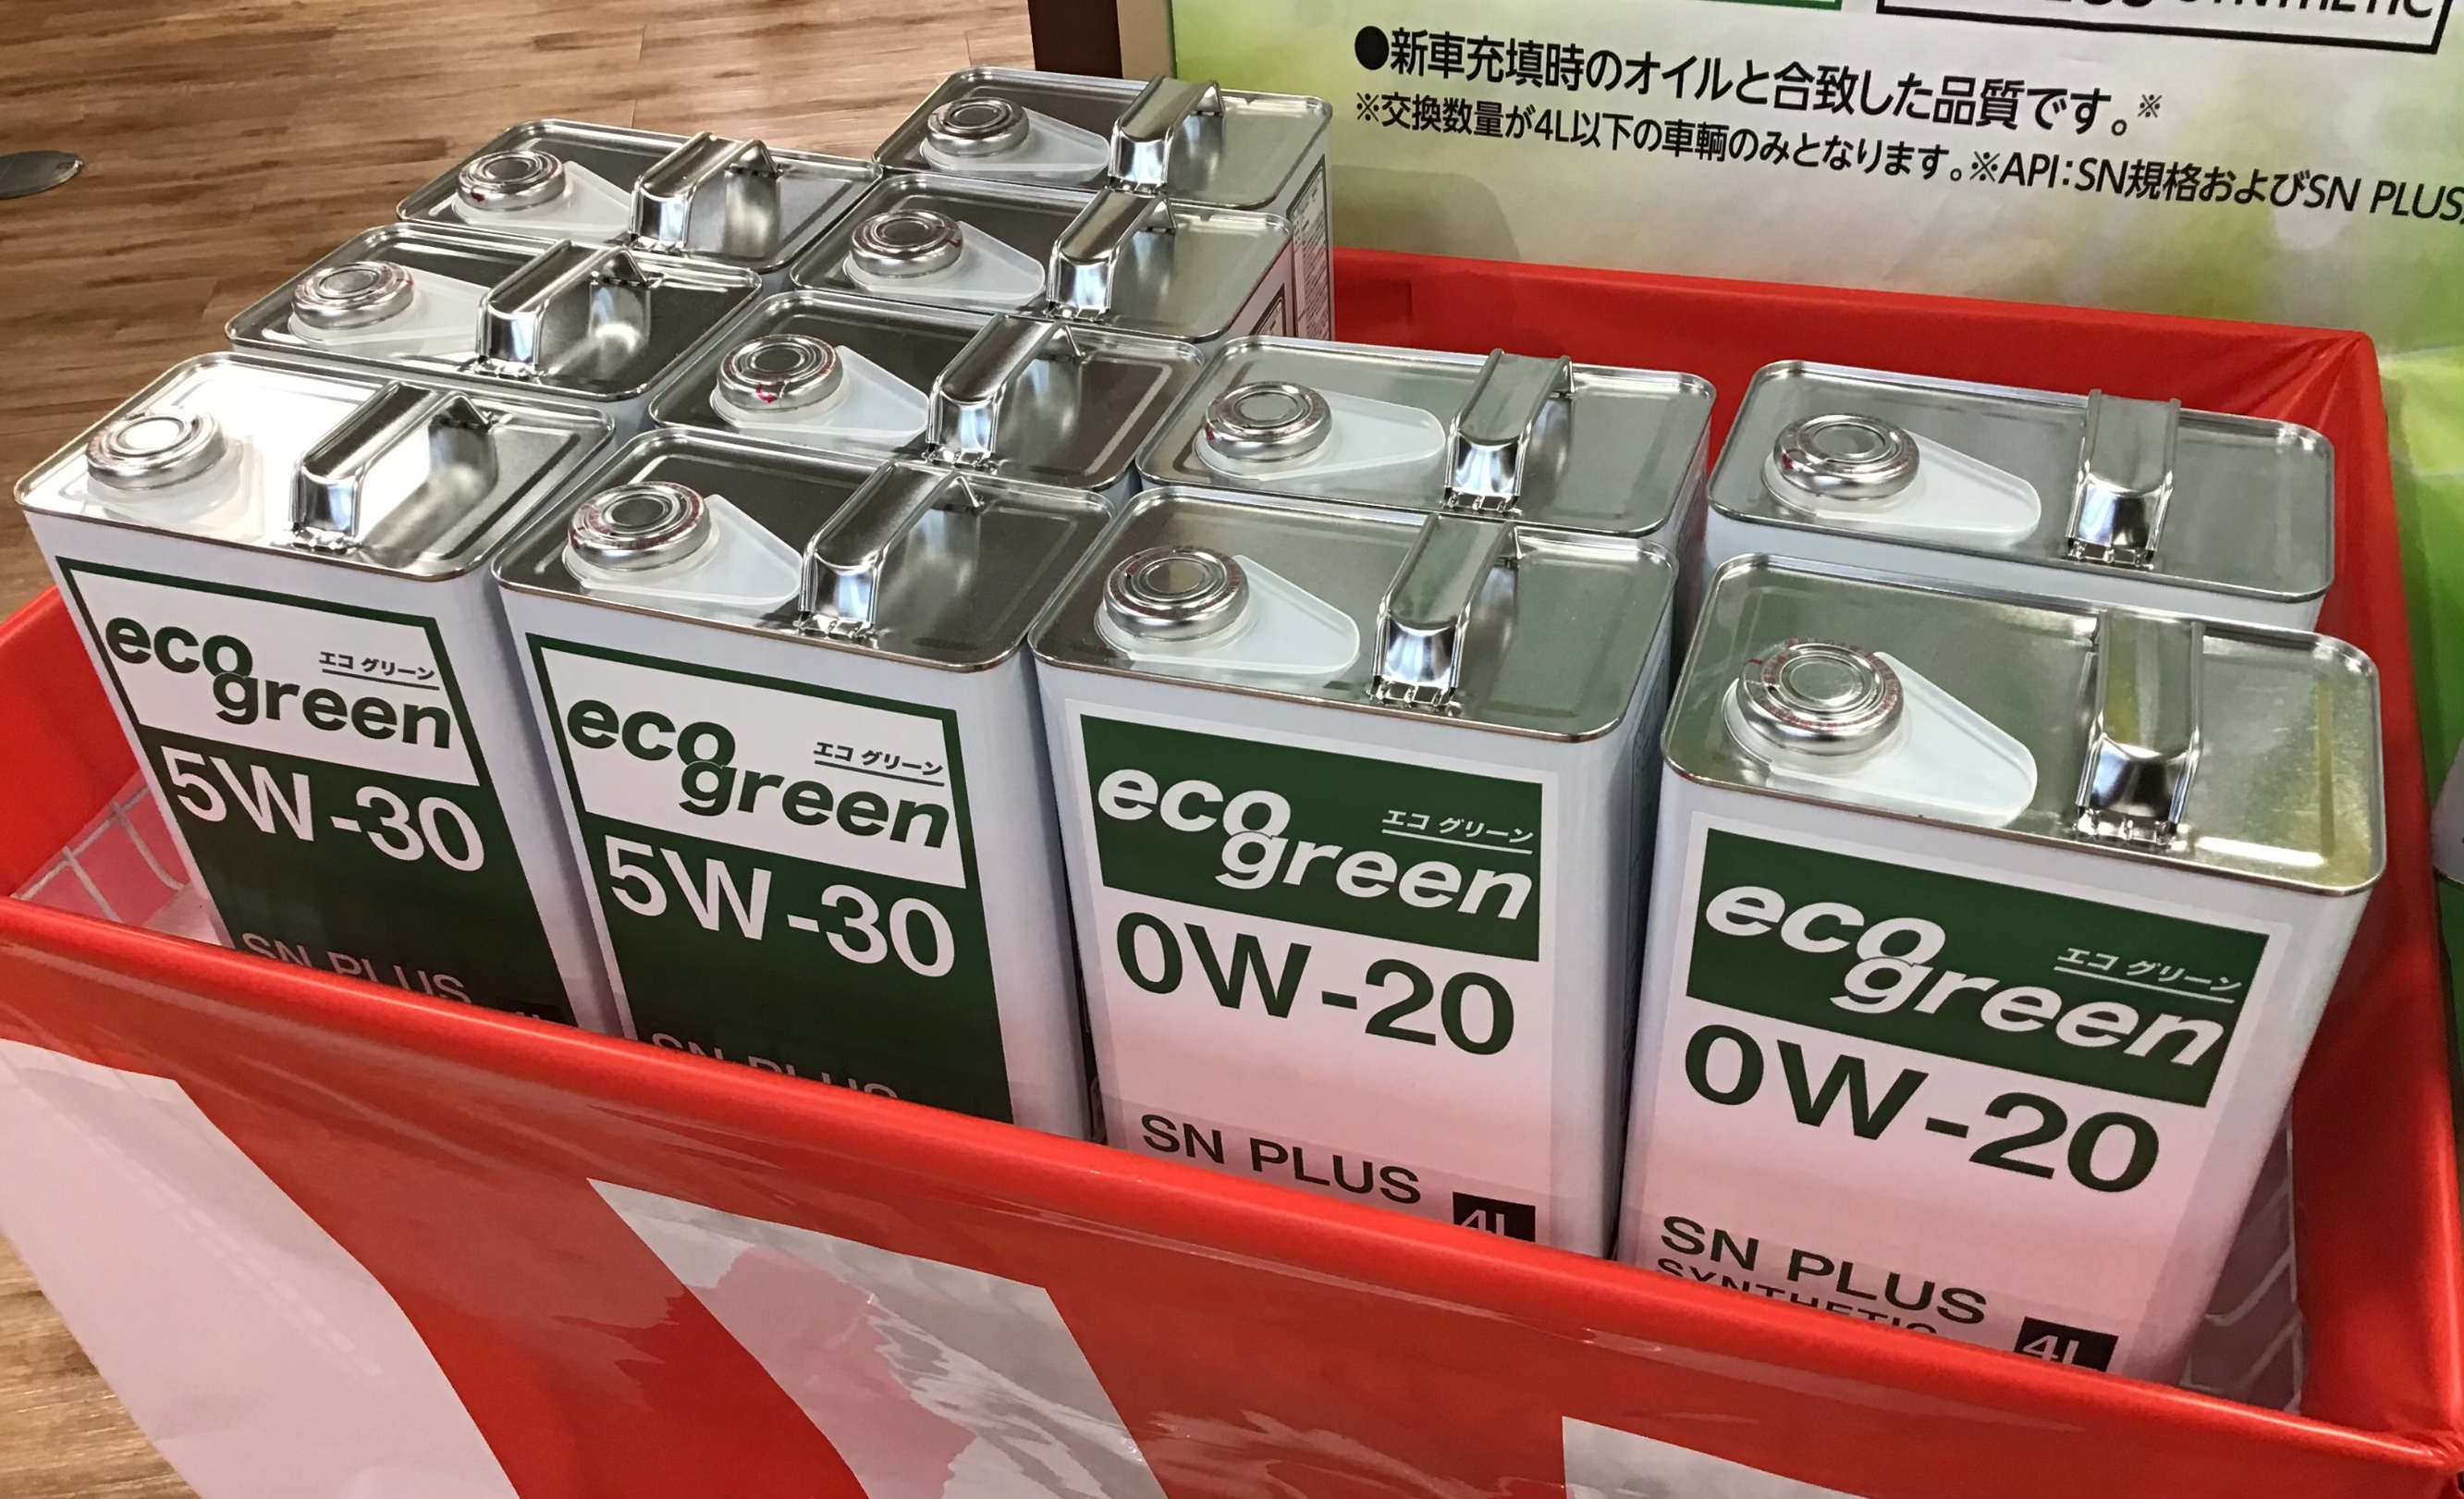 SYNTHETIC
●新車充填時のオイルと合致した品質です。※
※交換数量が4L以下の車輌のみとなります。※API:SN規格およびSN PLUS
eco green
エコ グリーン
5W-30
SN PLUS
eco green
エコ グリーン
5W-30
SN PLUS
eco green
エコ グリーン
0W-20
SN PLUS
4L
eco green
エコ グリーン
0W-20
SN PLUS
SYNTHETIC
4L